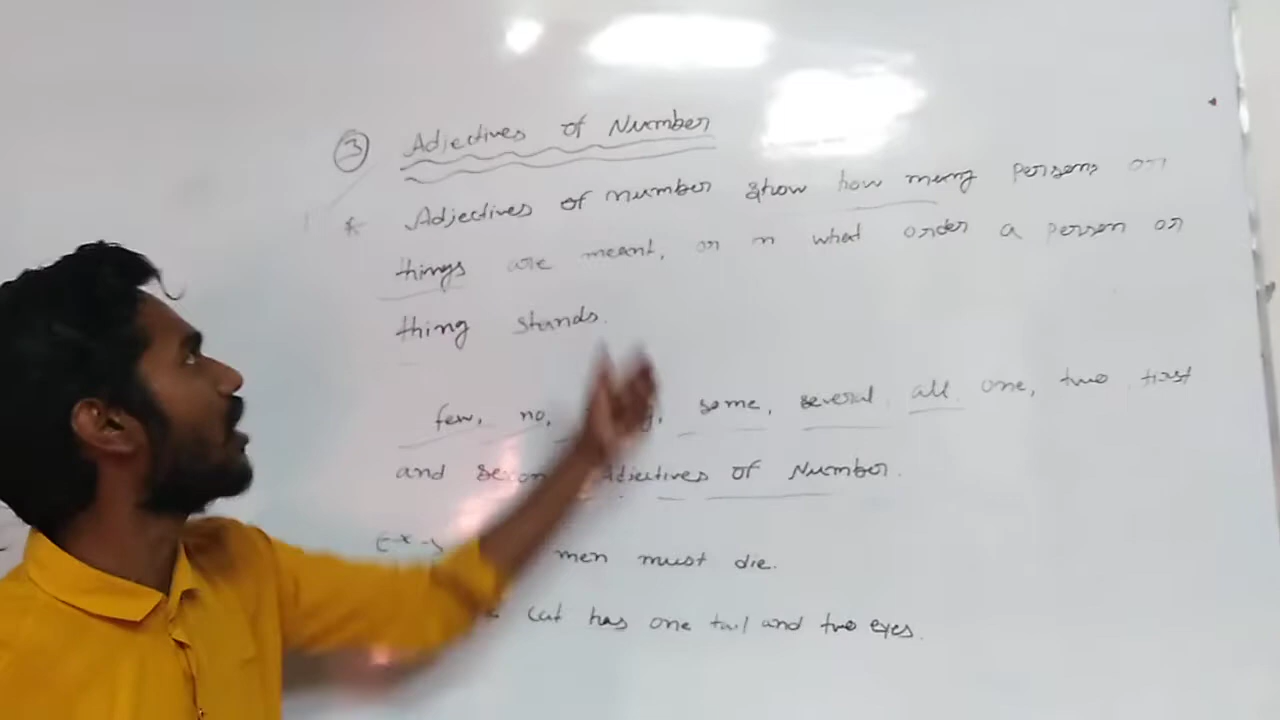 ③ Adjectives of Number
* Adjectives of number show how many persons or
things are meant, or in what order a person or
thing stands.
few, no, some, several, all one, two first
and Adjectives of Number.
Ex→ men must die.
cat has one tail and two eyes.